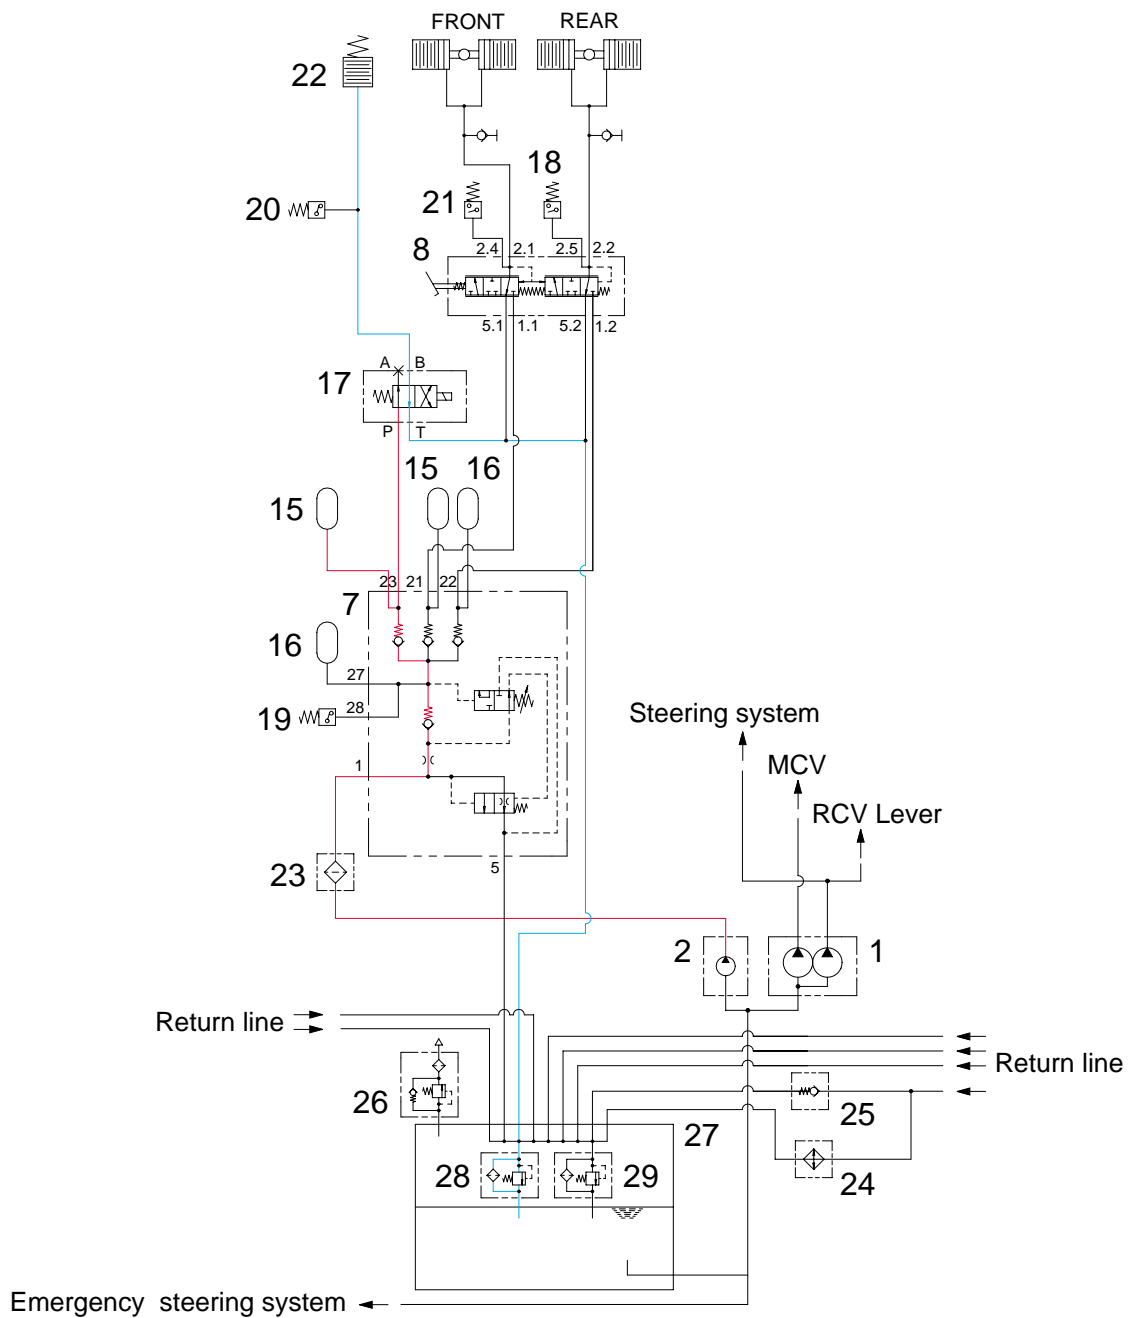 FRONT REAR
22
18
21
20
8
2.4 2.1 2.5 2.2
5.1 1.1 5.2 1.2
A B
17
P T
15 16
15
23 21 22
7
16
27
28
19
Steering system
1
MCV
RCV Lever
5
23
2
1
Return line
Return line
26
25
27
28
29
24
Emergency steering system